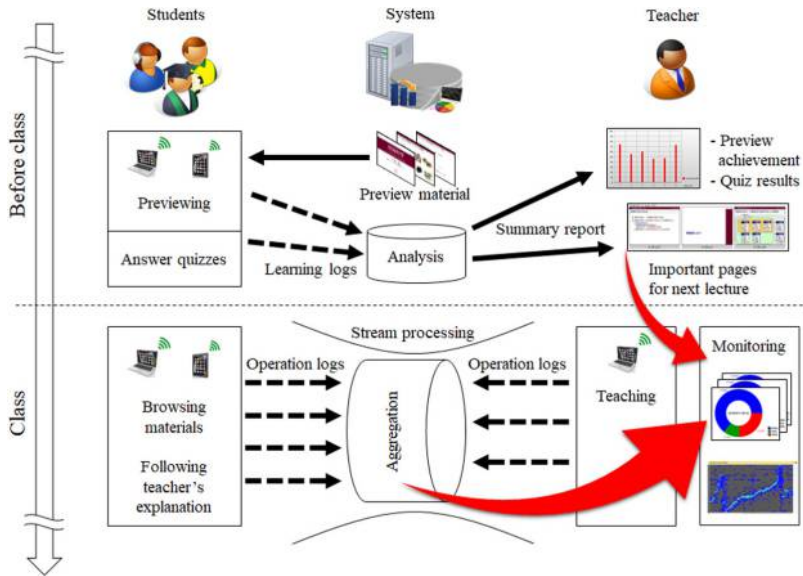 Students
System
Teacher
Before class
Previewing
Answer quizzes
Preview material
Learning logs
Analysis
Summary report
- Preview
achievement
- Quiz results
Important pages
for next lecture
Class
Browsing
materials
Following
teacher's
explanation
Operation logs
Stream processing
Aggregation
Operation logs
Teaching
Monitoring